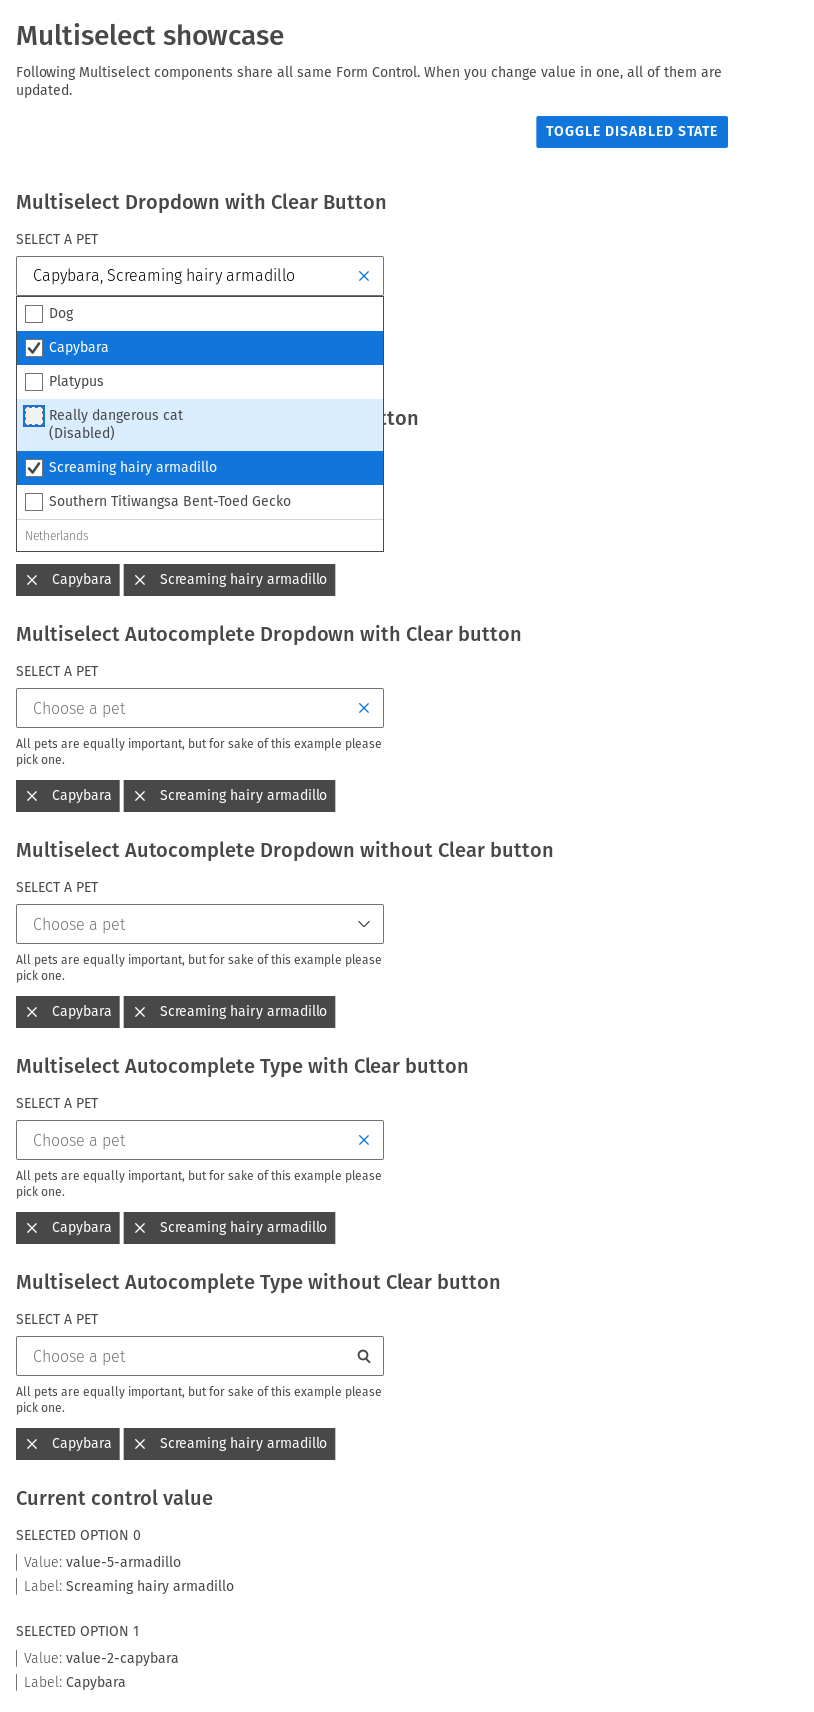 Multiselect showcase
Following Multiselect components share all same Form Control. When you change value in one, all of them are
updated.
TOGGLE DISABLED STATE
Multiselect Dropdown with Clear Button
SELECT A PET
Capybara, Screaming hairy armadillo
Dog
Capybara
Platypus
Really dangerous cat
(Disabled)
Screaming hairy armadillo
Southern Titiwangsa Bent-Toed Gecko
Netherlands
Capybara Screaming hairy armadillo
Multiselect Autocomplete Dropdown with Clear button
SELECT A PET
Choose a pet
All pets are equally important, but for sake of this example please
pick one.
Capybara Screaming hairy armadillo
Multiselect Autocomplete Dropdown without Clear button
SELECT A PET
Choose a pet
All pets are equally important, but for sake of this example please
pick one.
Capybara Screaming hairy armadillo
Multiselect Autocomplete Type with Clear button
SELECT A PET
Choose a pet
All pets are equally important, but for sake of this example please
pick one.
Capybara Screaming hairy armadillo
Multiselect Autocomplete Type without Clear button
SELECT A PET
Choose a pet
All pets are equally important, but for sake of this example please
pick one.
Capybara Screaming hairy armadillo
Current control value
SELECTED OPTION 0
Value: value-5-armadillo
Label: Screaming hairy armadillo
SELECTED OPTION 1
Value: value-2-capybara
Label: Capybara